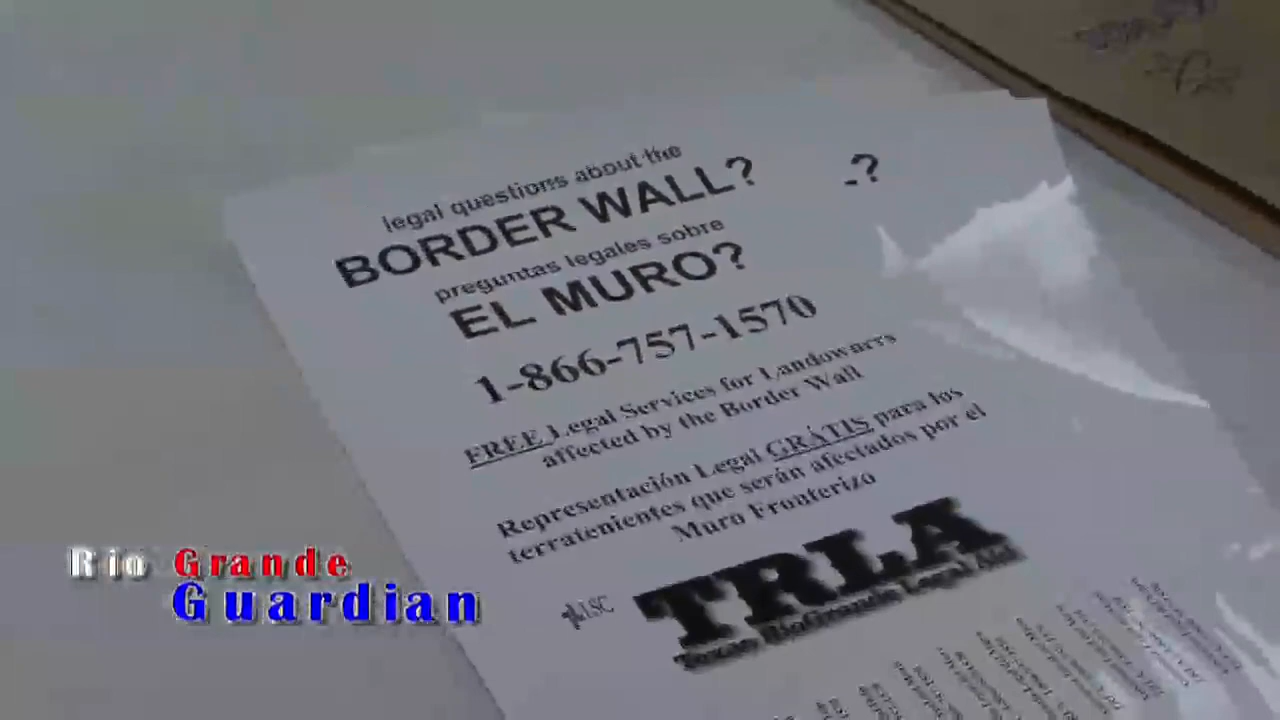 legal questions about the
BORDER WALL?
-?
preguntas legales sobre
EL MURO?
1-866-757-1570
FREE Legal Services for Landowners
affected by the Border Wall
Representación Legal GRÁTIS para los
terratenientes que serán afectados por el
Muro Fronterizo
LSC
TRLA
Texas RioGrande Legal Aid
Rio Grande
Guardian